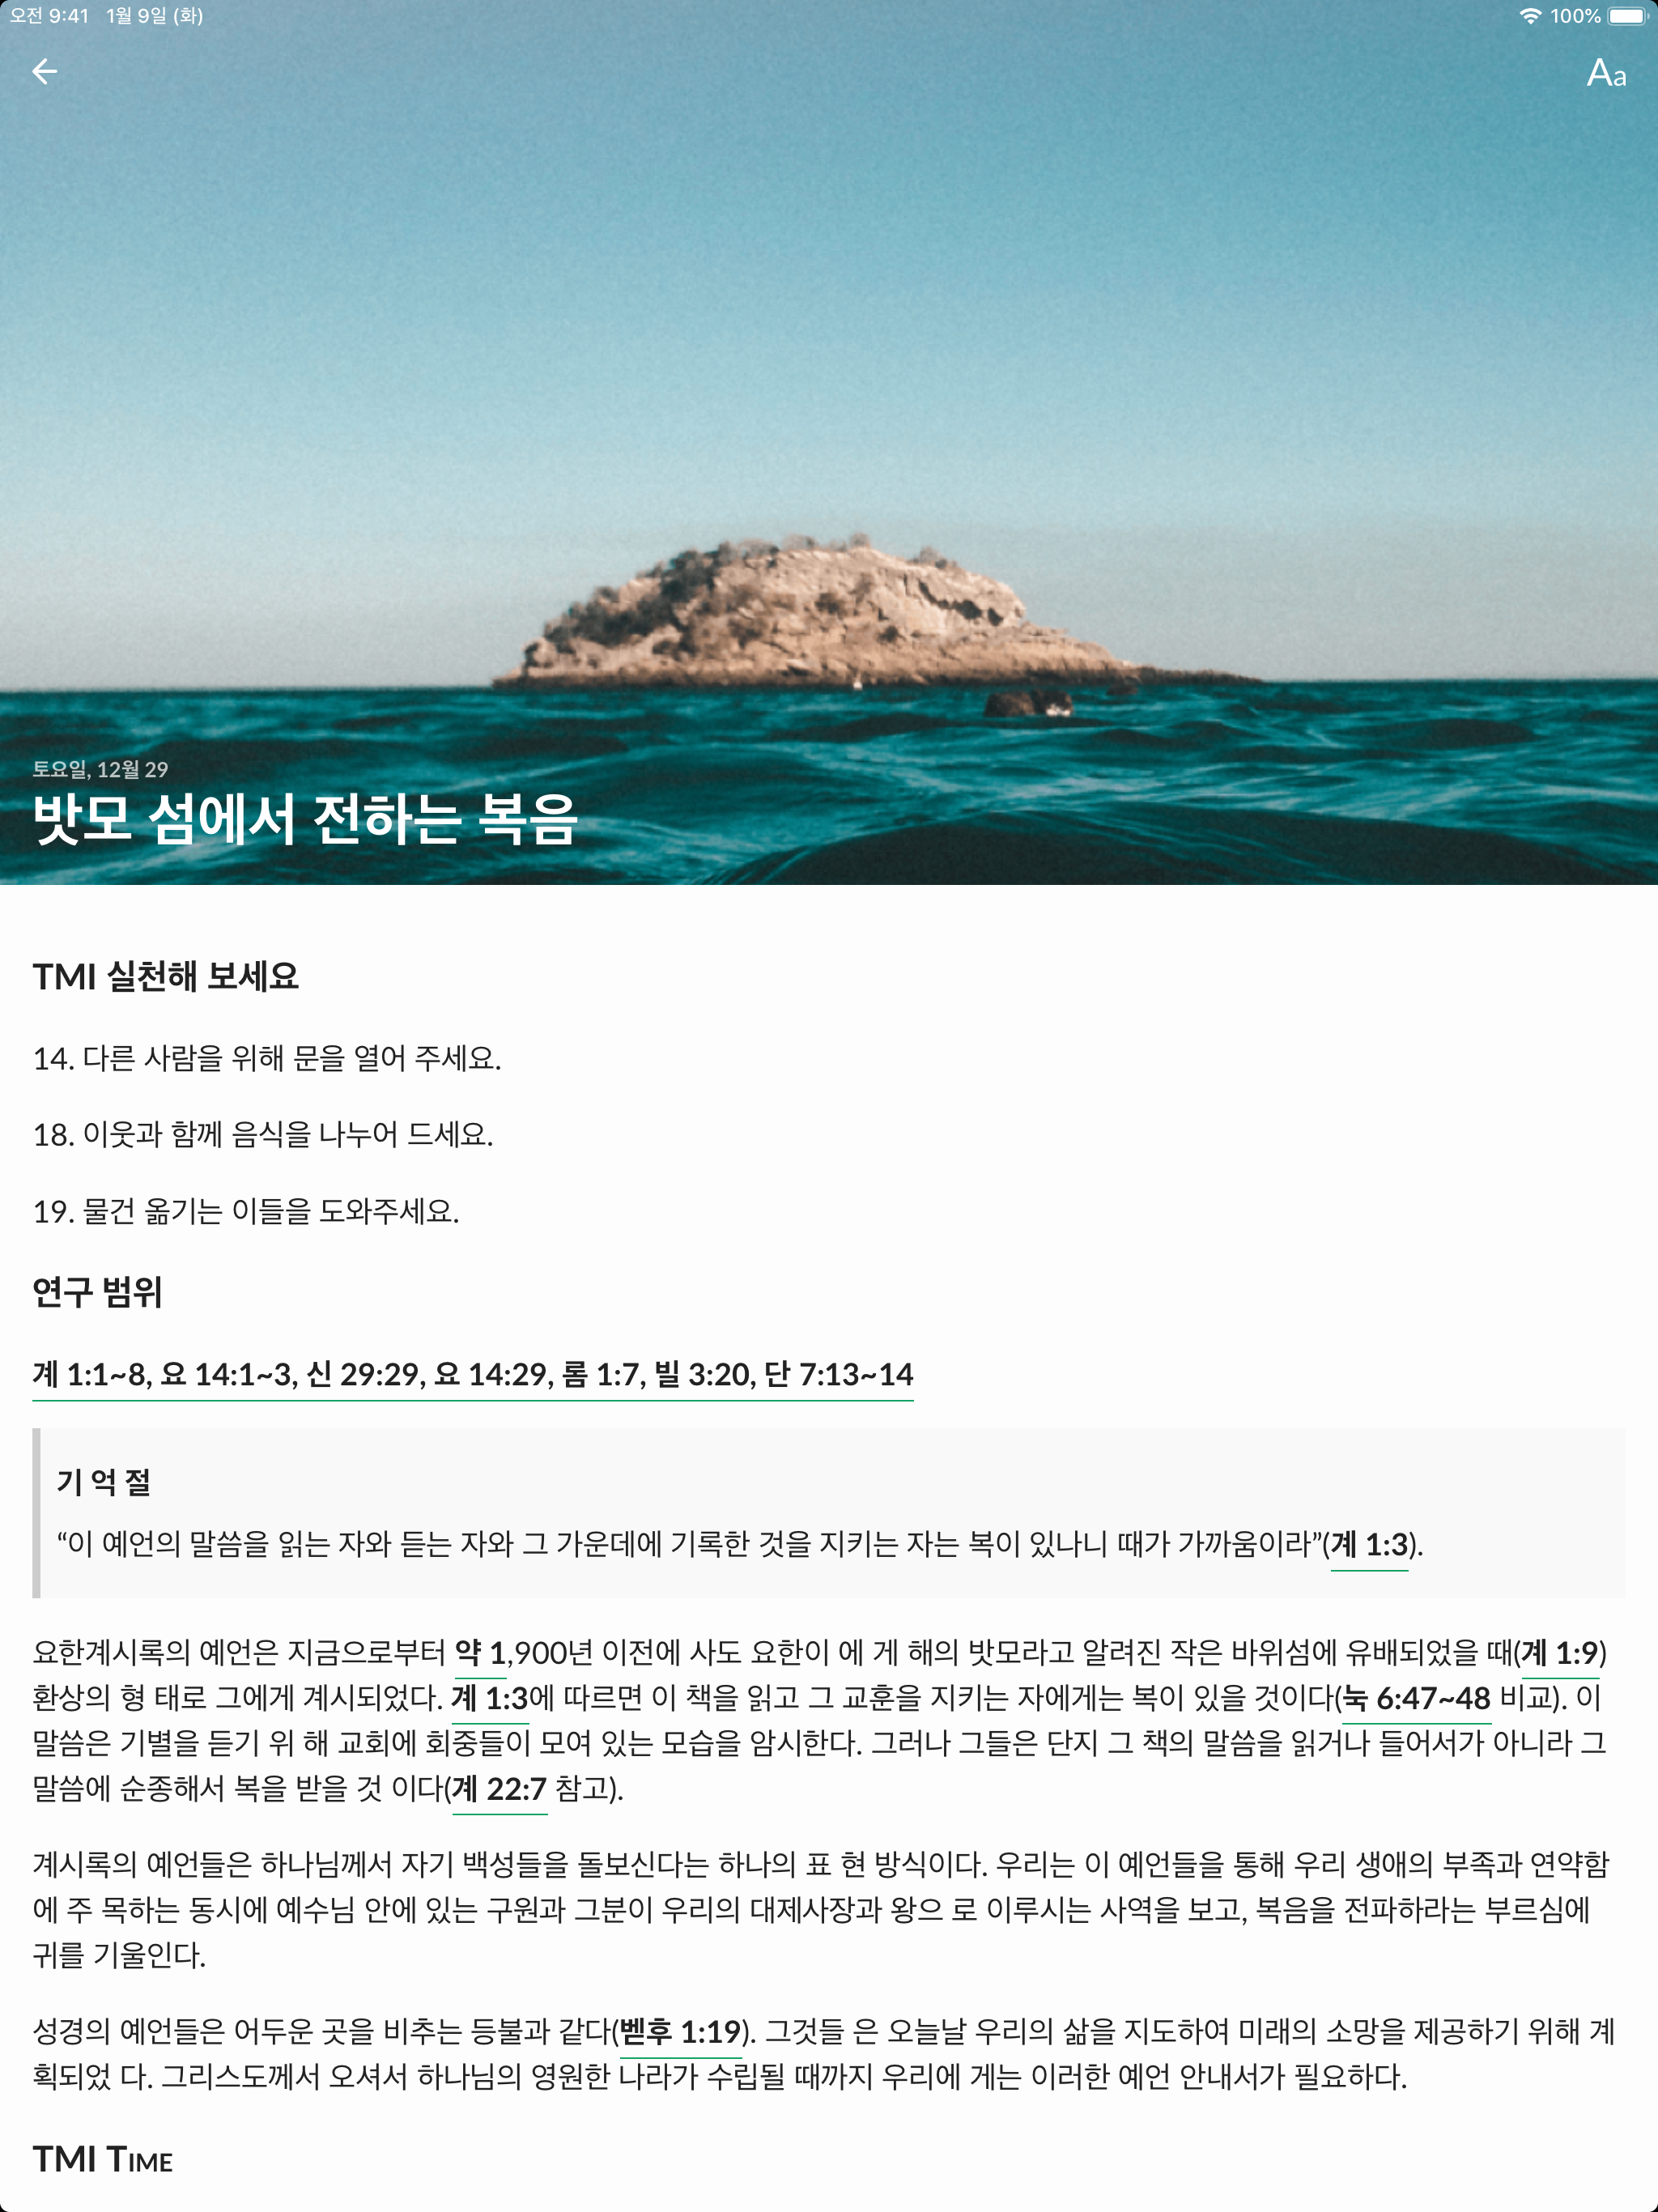 오전 9:41 1월 9일 (화) 100%
Aa
토요일, 12월 29
밧모 섬에서 전하는 복음
TMI 실천해 보세요
14. 다른 사람을 위해 문을 열어 주세요.
18. 이웃과 함께 음식을 나누어 드세요.
19. 물건 옮기는 이들을 도와주세요.
연구 범위
계 1:1~8, 요 14:1~3, 신 29:29, 요 14:29, 롬 1:7, 빌 3:20, 단 7:13~14
기 억 절
“이 예언의 말씀을 읽는 자와 듣는 자와 그 가운데에 기록한 것을 지키는 자는 복이 있나니 때가 가까움이라”(계 1:3).
요한계시록의 예언은 지금으로부터 약 1,900년 이전에 사도 요한이 에 게 해의 밧모라고 알려진 작은 바위섬에 유배되었을 때(계 1:9)
환상의 형 태로 그에게 계시되었다. 계 1:3에 따르면 이 책을 읽고 그 교훈을 지키는 자에게는 복이 있을 것이다(눅 6:47~48 비교). 이
말씀은 기별을 듣기 위 해 교회에 회중들이 모여 있는 모습을 암시한다. 그러나 그들은 단지 그 책의 말씀을 읽거나 들어서가 아니라 그
말씀에 순종해서 복을 받을 것 이다(계 22:7 참고).
계시록의 예언들은 하나님께서 자기 백성들을 돌보신다는 하나의 표 현 방식이다. 우리는 이 예언들을 통해 우리 생애의 부족과 연약함
에 주 목하는 동시에 예수님 안에 있는 구원과 그분이 우리의 대제사장과 왕으 로 이루시는 사역을 보고, 복음을 전파하라는 부르심에
귀를 기울인다.
성경의 예언들은 어두운 곳을 비추는 등불과 같다(벧후 1:19). 그것들 은 오늘날 우리의 삶을 지도하여 미래의 소망을 제공하기 위해 계
획되었 다. 그리스도께서 오셔서 하나님의 영원한 나라가 수립될 때까지 우리에 게는 이러한 예언 안내서가 필요하다.
TMI TIME